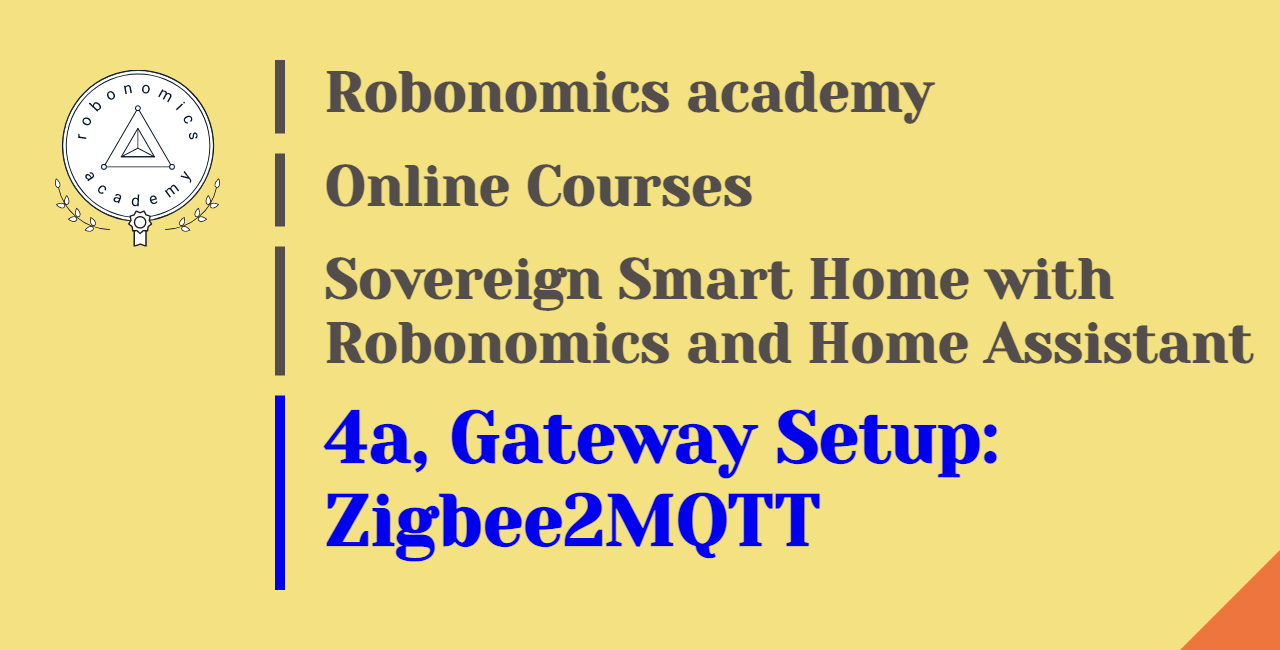 robonomics
academy
Robonomics academy
Online Courses
Sovereign Smart Home with
Robonomics and Home Assistant
4a, Gateway Setup:
Zigbee2MQTT